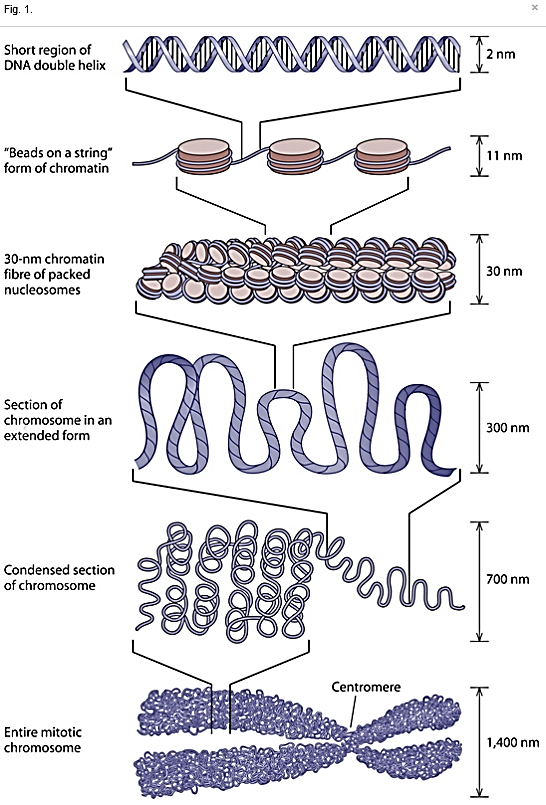 Fig. 1.
×
Short region of
DNA double helix
2 nm
“Beads on a string”
form of chromatin
11 nm
30-nm chromatin
fibre of packed
nucleosomes
30 nm
Section of
chromosome in an
extended form
300 nm
Condensed section
of chromosome
700 nm
Centromere
Entire mitotic
chromosome
1,400 nm